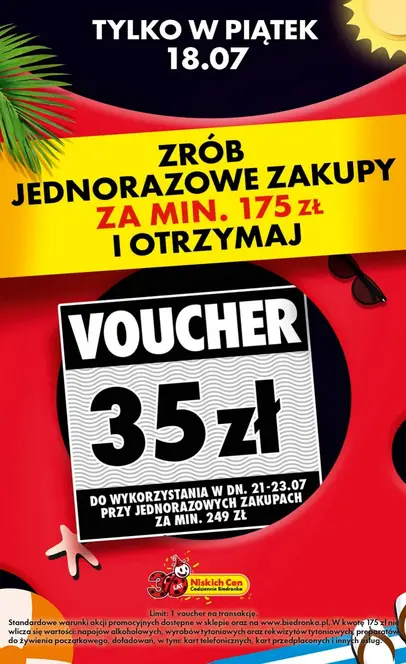 TYLKO W PIĄTEK
18.07
ZRÓB
JEDNORAZOWE ZAKUPY
ZA MIN. 175 ZŁ
I OTRZYMAJ
VOUCHER
35 zł
DO WYKORZYSTANIA W DN. 21-23.07
PRZY JEDNORAZOWYCH ZAKUPACH
ZA MIN. 249 ZŁ
30 LAT Niskich Cen
Codziennie Biedronka
Limit: 1 voucher na transakcję.
Standardowe warunki akcji promocyjnych dostępne w sklepie oraz na www.biedronka.pl. W kwotę 175 zł nie
wlicza się wartości: napojów alkoholowych, wyrobów tytoniowych oraz rekwizytów tytoniowych, preparatów
do żywienia początkowego, doładowań, w tym: kart telefonicznych, kart przedpłaconych i innych usług.